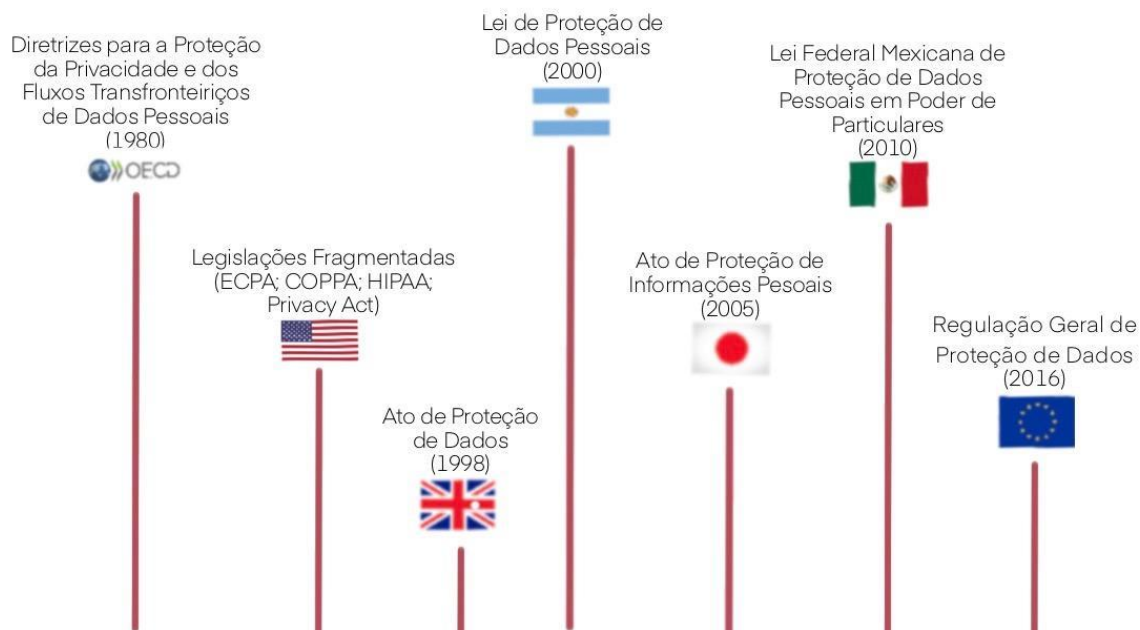 Diretrizes para a Proteção
da Privacidade e dos
Fluxos Transfronteiriços
de Dados Pessoais
(1980)
OECD
Legislações Fragmentadas
(ECPA; COPPA; HIPAA;
Privacy Act)
Ato de Proteção
de Dados
(1998)
Lei de Proteção de
Dados Pessoais
(2000)
Ato de Proteção de
Informações Pesoais
(2005)
Lei Federal Mexicana de
Proteção de Dados
Pessoais em Poder de
Particulares
(2010)
Regulação Geral de
Proteção de Dados
(2016)